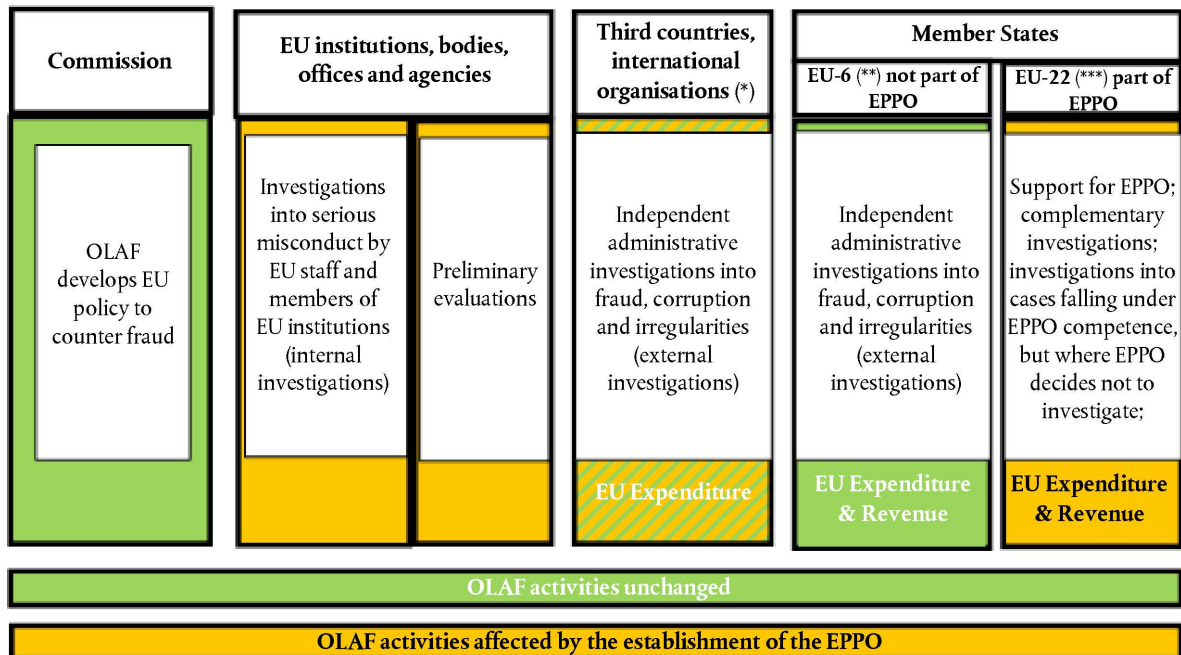 Commission
EU institutions, bodies,
offices and agencies
Third countries,
international
organisations (*)
Member States
EU-6 (**) not part of
EPPO
EU-22 (***) part of
EPPO
OLAF
develops EU
policy to
counter fraud
Investigations
into serious
misconduct by
EU staff and
members of
EU institutions
(internal
investigations)
Preliminary
evaluations
Independent
administrative
investigations into
fraud, corruption
and irregularities
(external
investigations)
Independent
administrative
investigations into
fraud, corruption
and irregularities
(external
investigations)
Support for EPPO;
complementary
investigations;
investigations into
cases falling under
EPPO competence,
but where EPPO
decides not to
investigate;
EU Expenditure
EU Expenditure
& Revenue
EU Expenditure
& Revenue
OLAF activities unchanged
OLAF activities affected by the establishment of the EPPO